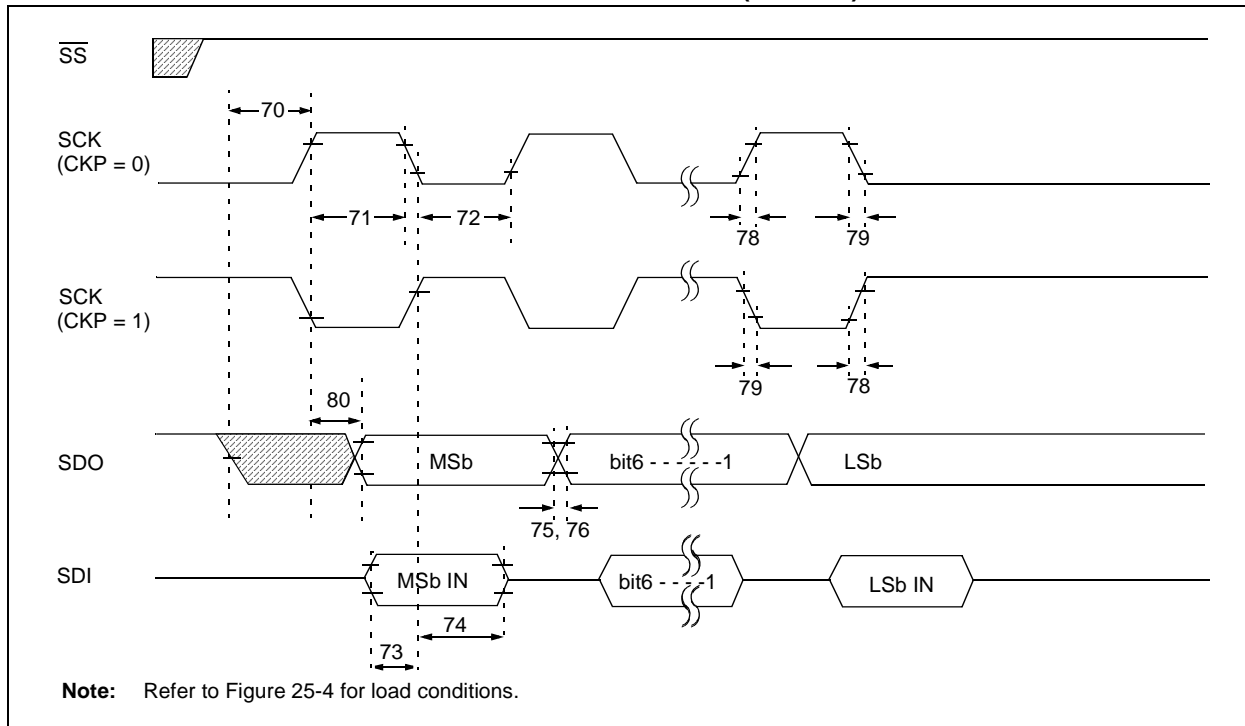 SS
70
SCK
(CKP = 0)
71
72
78
79
SCK
(CKP = 1)
79
78
80
SDO
MSb
bit6 - - - - - -1
LSb
75, 76
SDI
MSb IN
bit6 - - - -1
LSb IN
74
73
Note: Refer to Figure 25-4 for load conditions.